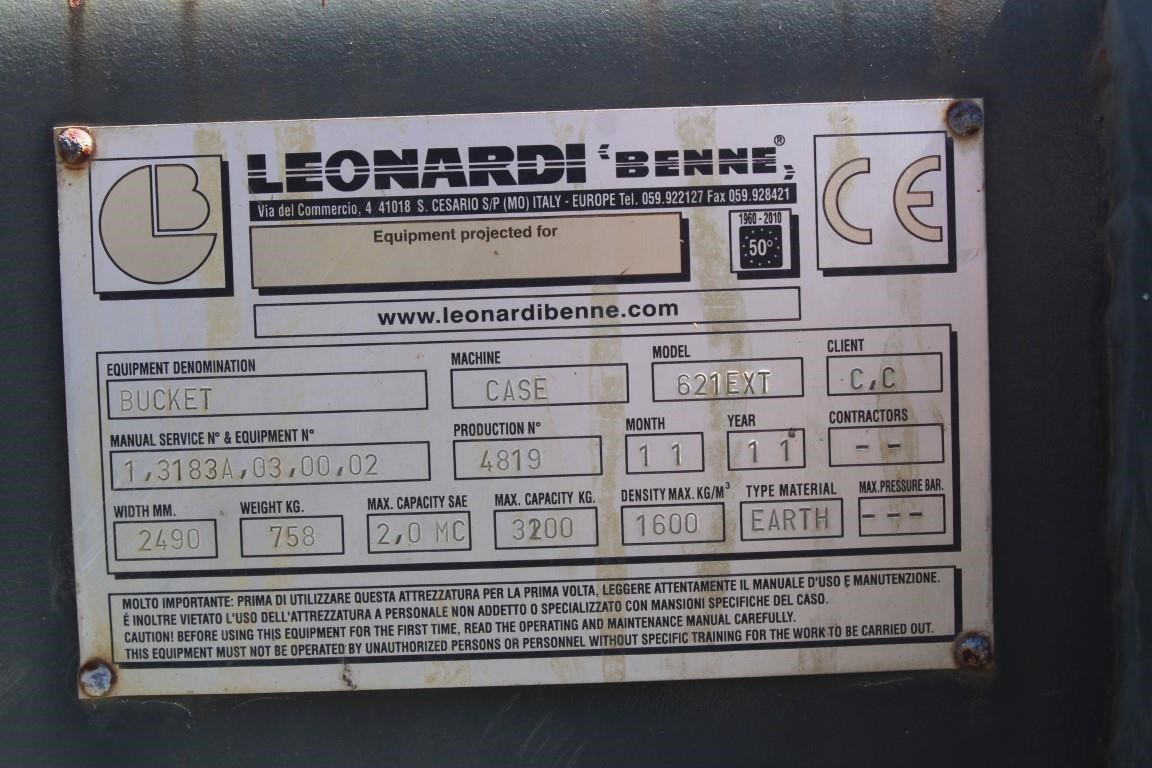 LEONARDI BENNE®
Via del Commercio, 4 41018 S. CESARIO S/P (MO) ITALY - EUROPE Tel. 059.922127 Fax 059.928421
CE
Equipment projected for
1960 - 2010
50°
www.leonardibenne.com
EQUIPMENT DENOMINATION MACHINE MODEL CLIENT
BUCKET CASE 621EXT C,C
MANUAL SERVICE N° & EQUIPMENT N° PRODUCTION N° MONTH YEAR CONTRACTORS
1,3183A,03,00,02 4819 11 11 --
WIDTH MM. WEIGHT KG. MAX. CAPACITY SAE MAX. CAPACITY KG. DENSITY MAX. KG/M³ TYPE MATERIAL MAX.PRESSURE BAR.
2490 758 2,0 MC 3200 1600 EARTH ---
MOLTO IMPORTANTE: PRIMA DI UTILIZZARE QUESTA ATTREZZATURA PER LA PRIMA VOLTA, LEGGERE ATTENTAMENTE IL MANUALE D'USO E MANUTENZIONE.
É INOLTRE VIETATO L'USO DELL'ATTREZZATURA A PERSONALE NON ADDETTO O SPECIALIZZATO CON MANSIONI SPECIFICHE DEL CASO.
CAUTION! BEFORE USING THIS EQUIPMENT FOR THE FIRST TIME, READ THE OPERATING AND MAINTENANCE MANUAL CAREFULLY.
THIS EQUIPMENT MUST NOT BE OPERATED BY UNAUTHORIZED PERSONS OR PERSONNEL WITHOUT SPECIFIC TRAINING FOR THE WORK TO BE CARRIED OUT.